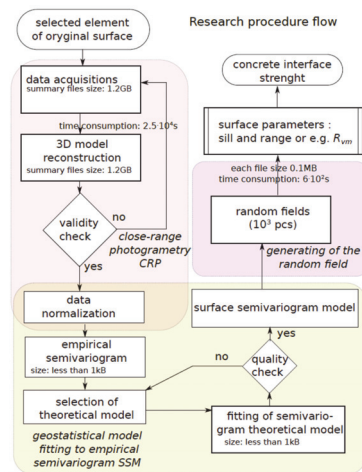 Research procedure flow
selected element
of oryginal surface
data acquisitions
summary files size: 1.2GB
time consumption: 2.5·10⁴s
3D model
reconstruction
summary files size: 1.2GB
validity
check
no
yes
close-range
photogrametry
CRP
data
normalization
empirical
semivariogram
size: less than 1kB
selection of
theoretical model
geostatistical model
fitting to empirical
semivariogram SSM
fitting of semivario-
gram theoretical model
size: less than 1kB
quality
check
no
yes
surface semivariogram model
generating of the
random field
random fields
(10³ pcs)
each file size 0.1MB
time consumption: 6·10²s
surface parameters :
sill and range or e.g. Rvm
concrete interface
strenght